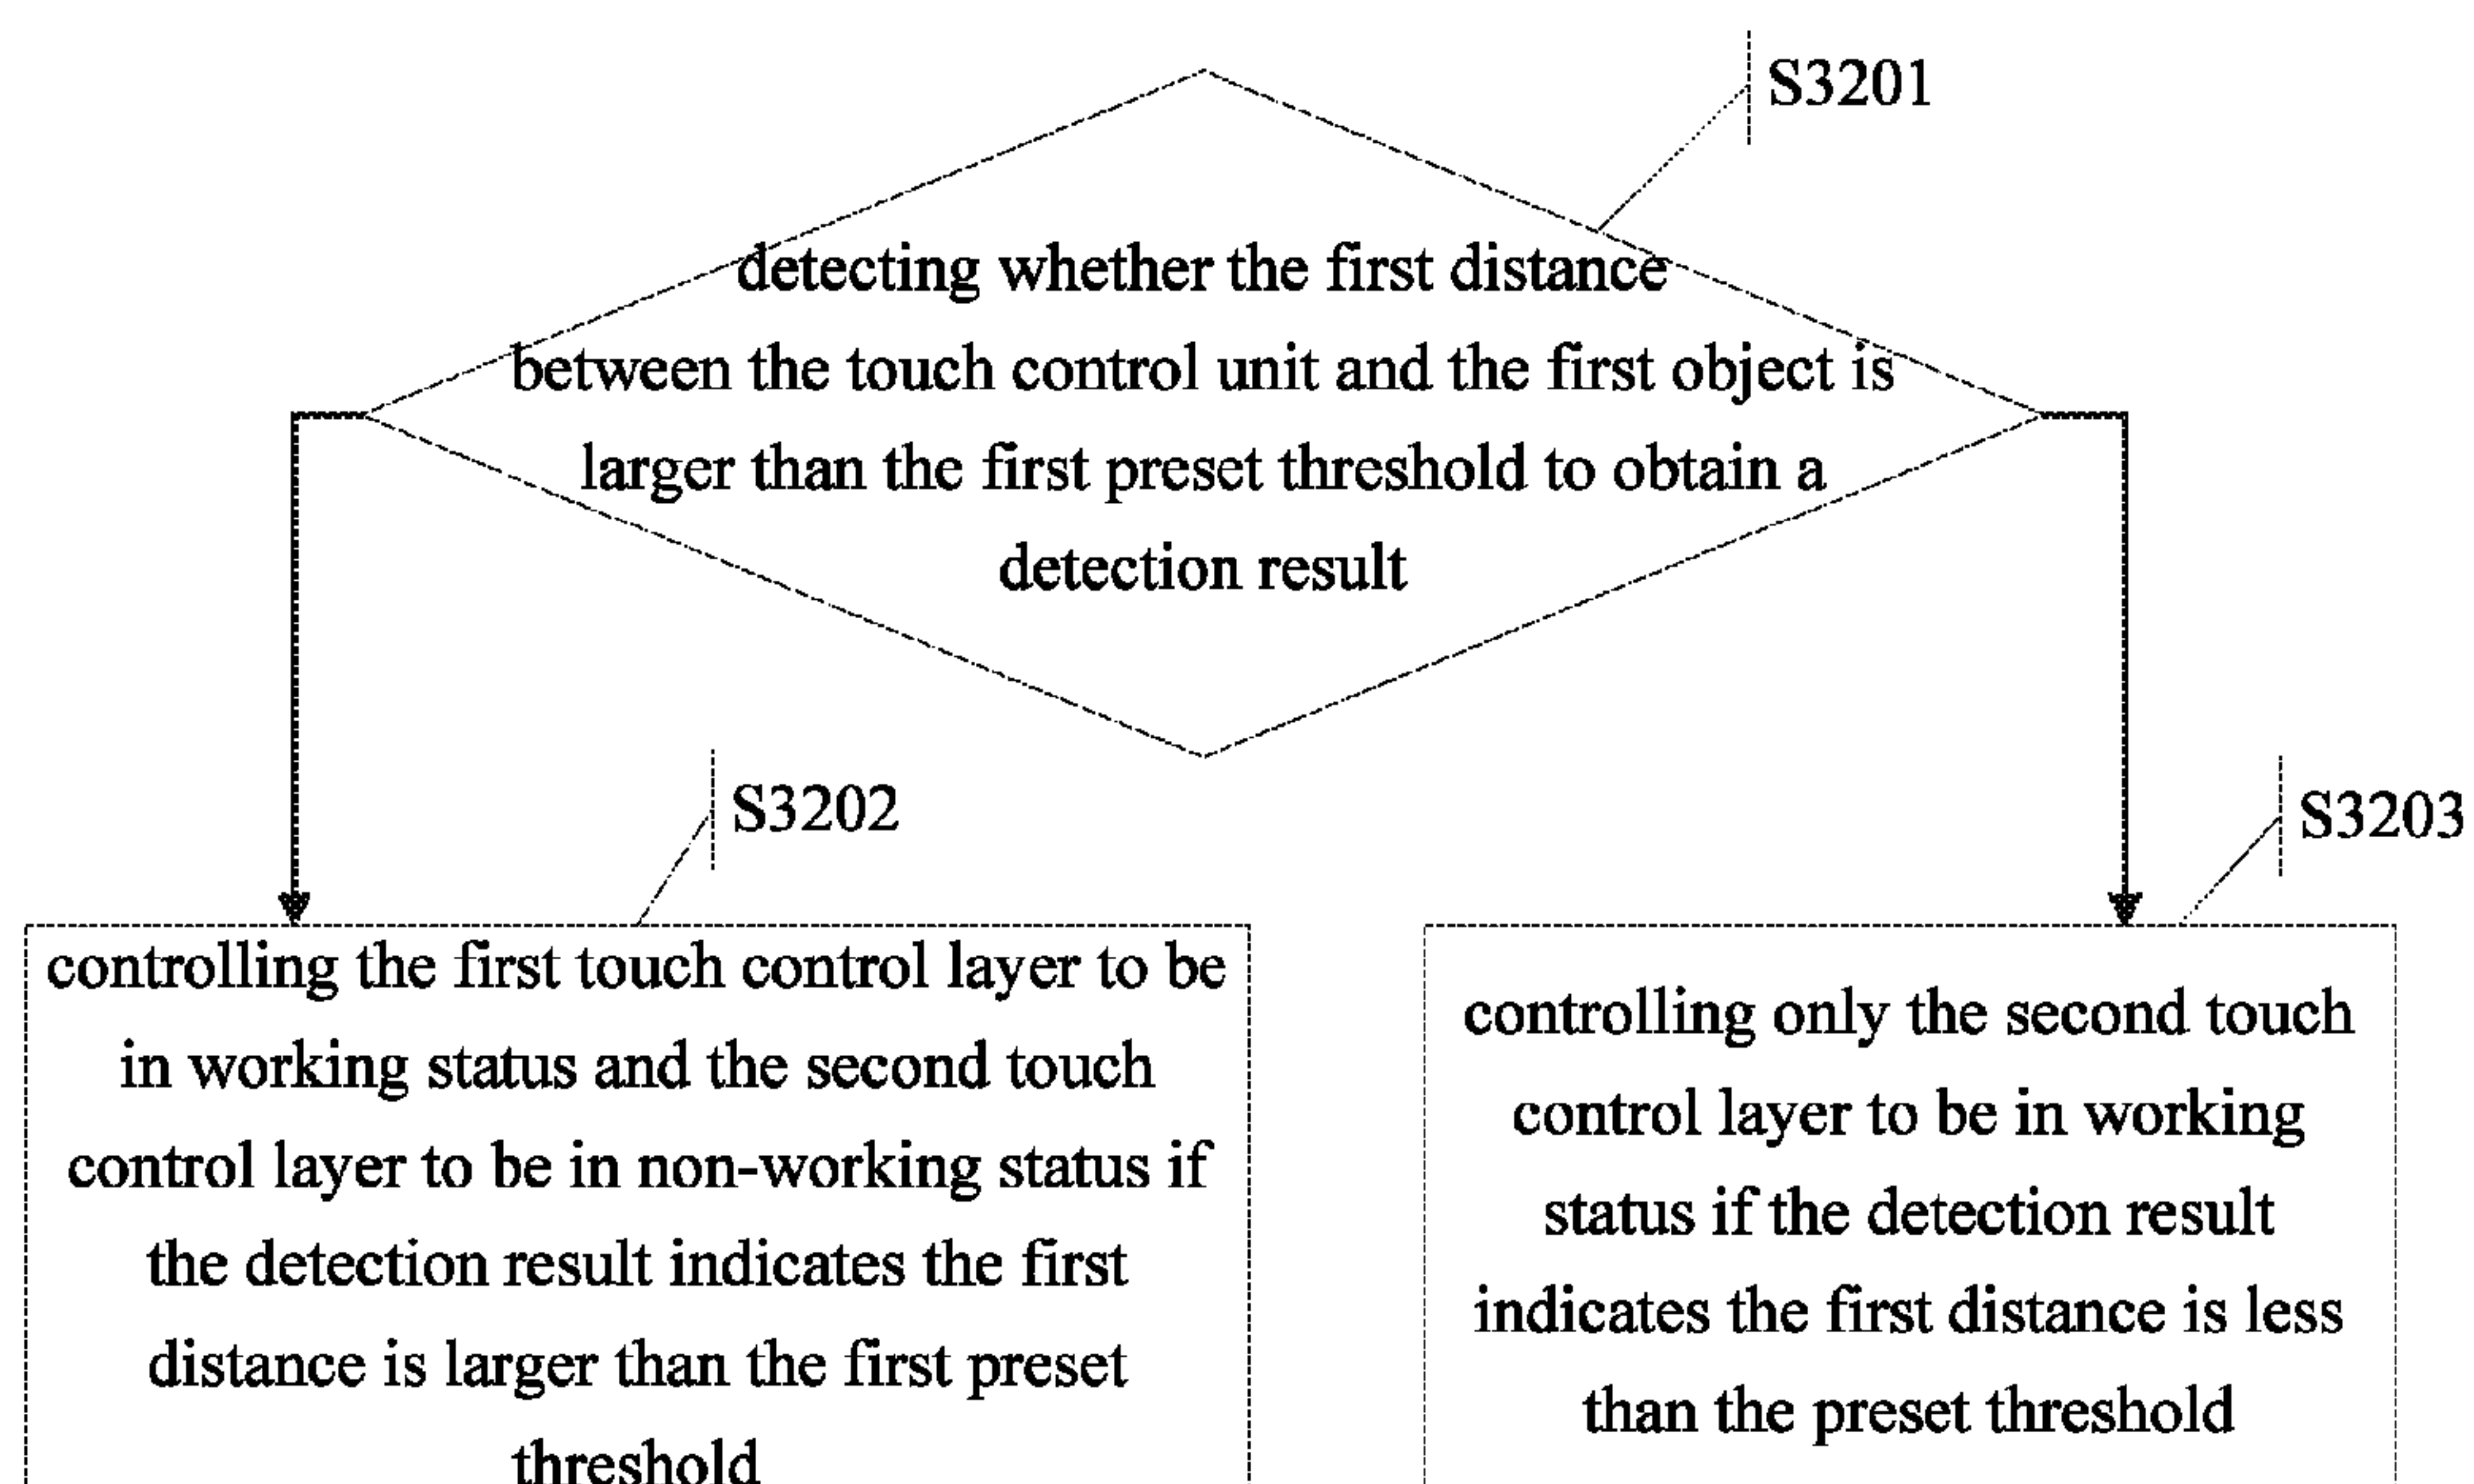 S3201
detecting whether the first distance
between the touch control unit and the first object is
larger than the first preset threshold to obtain a
detection result
S3202
controlling the first touch control layer to be
in working status and the second touch
control layer to be in non-working status if
the detection result indicates the first
distance is larger than the first preset
threshold
S3203
controlling only the second touch
control layer to be in working
status if the detection result
indicates the first distance is less
than the preset threshold